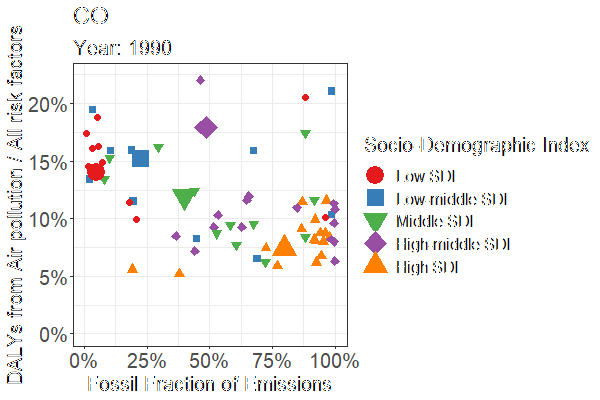 CO
Year: 1990
DALYs from Air pollution / All risk factors
20%
15%
10%
5%
0%
0% 25% 50% 75% 100%
Fossil Fraction of Emissions
Socio-Demographic Index
Low SDI
Low-middle SDI
Middle SDI
High-middle SDI
High SDI